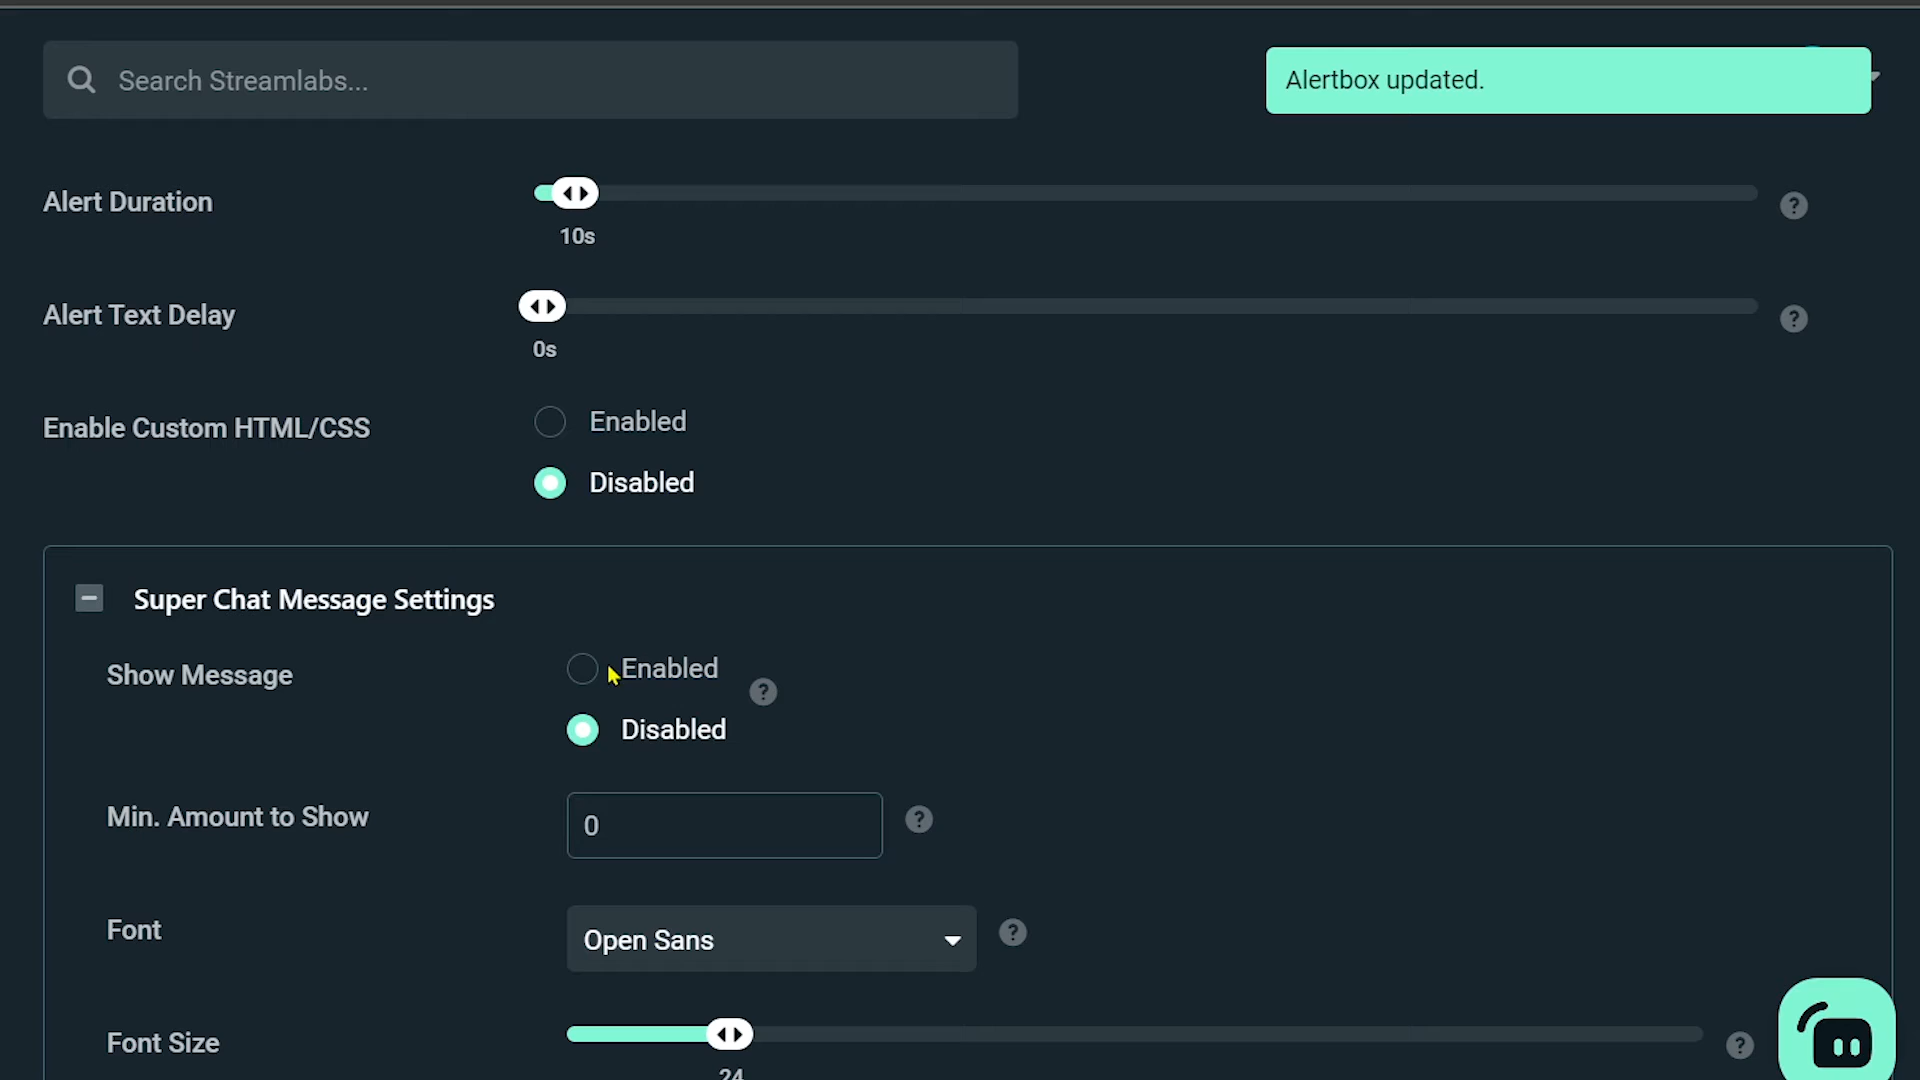 Search Streamlabs...
Alertbox updated.
Alert Duration
10s
Alert Text Delay
0s
Enable Custom HTML/CSS
Enabled
Disabled
Super Chat Message Settings
Show Message
Enabled
Disabled
Min. Amount to Show
0
Font
Open Sans
Font Size
24